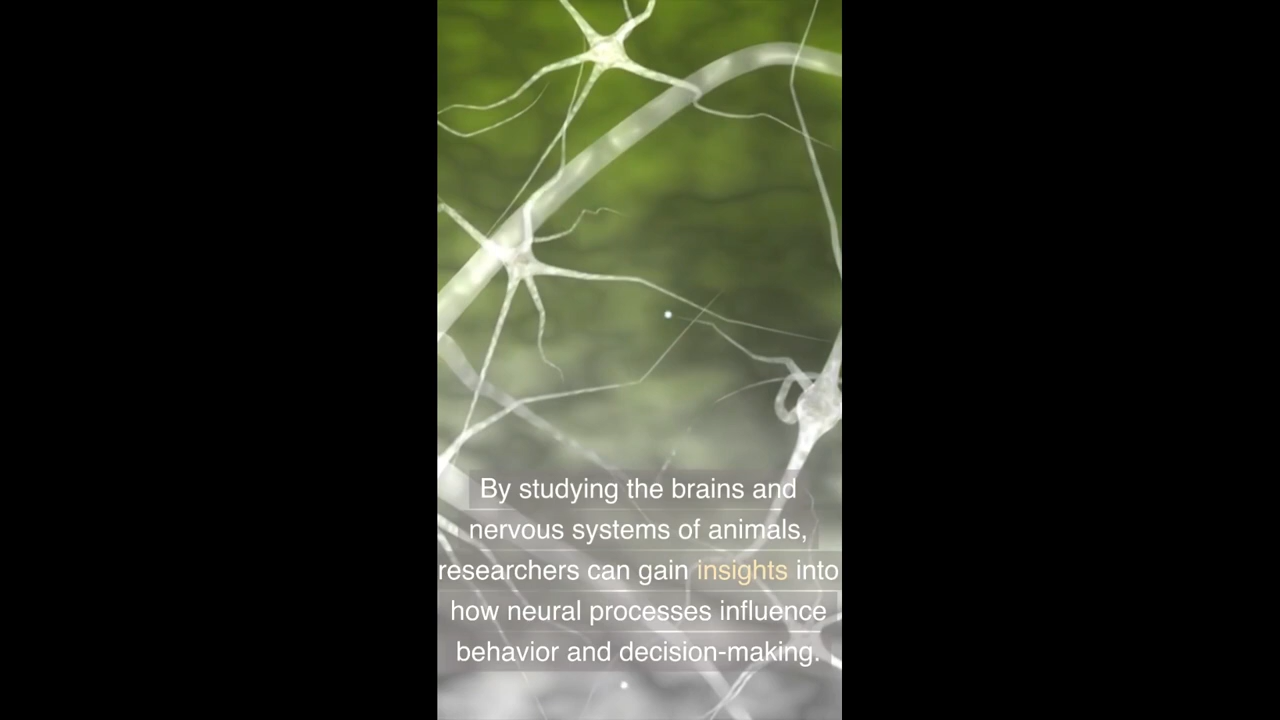 By studying the brains and
nervous systems of animals,
researchers can gain insights into
how neural processes influence
behavior and decision-making.